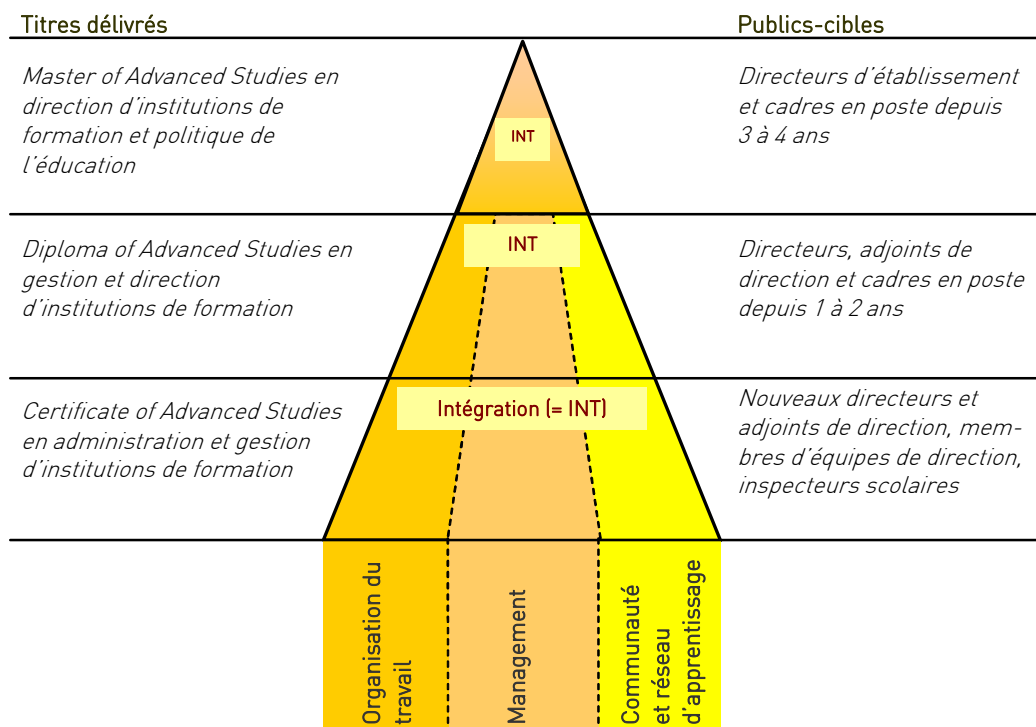 Titres délivrés
Publics-cibles
Master of Advanced Studies en
direction d'institutions de
formation et politique de
l'éducation
INT
Directeurs d'établissement
et cadres en poste depuis
3 à 4 ans
Diploma of Advanced Studies en
gestion et direction
d'institutions de formation
INT
Directeurs, adjoints de
direction et cadres en poste
depuis 1 à 2 ans
Certificate of Advanced Studies
en administration et gestion
d'institutions de formation
Intégration (= INT)
Nouveaux directeurs et
adjoints de direction, mem-
bres d'équipes de direction,
inspecteurs scolaires
Organisation du
travail
Management
Communauté
et réseau
d'apprentissage